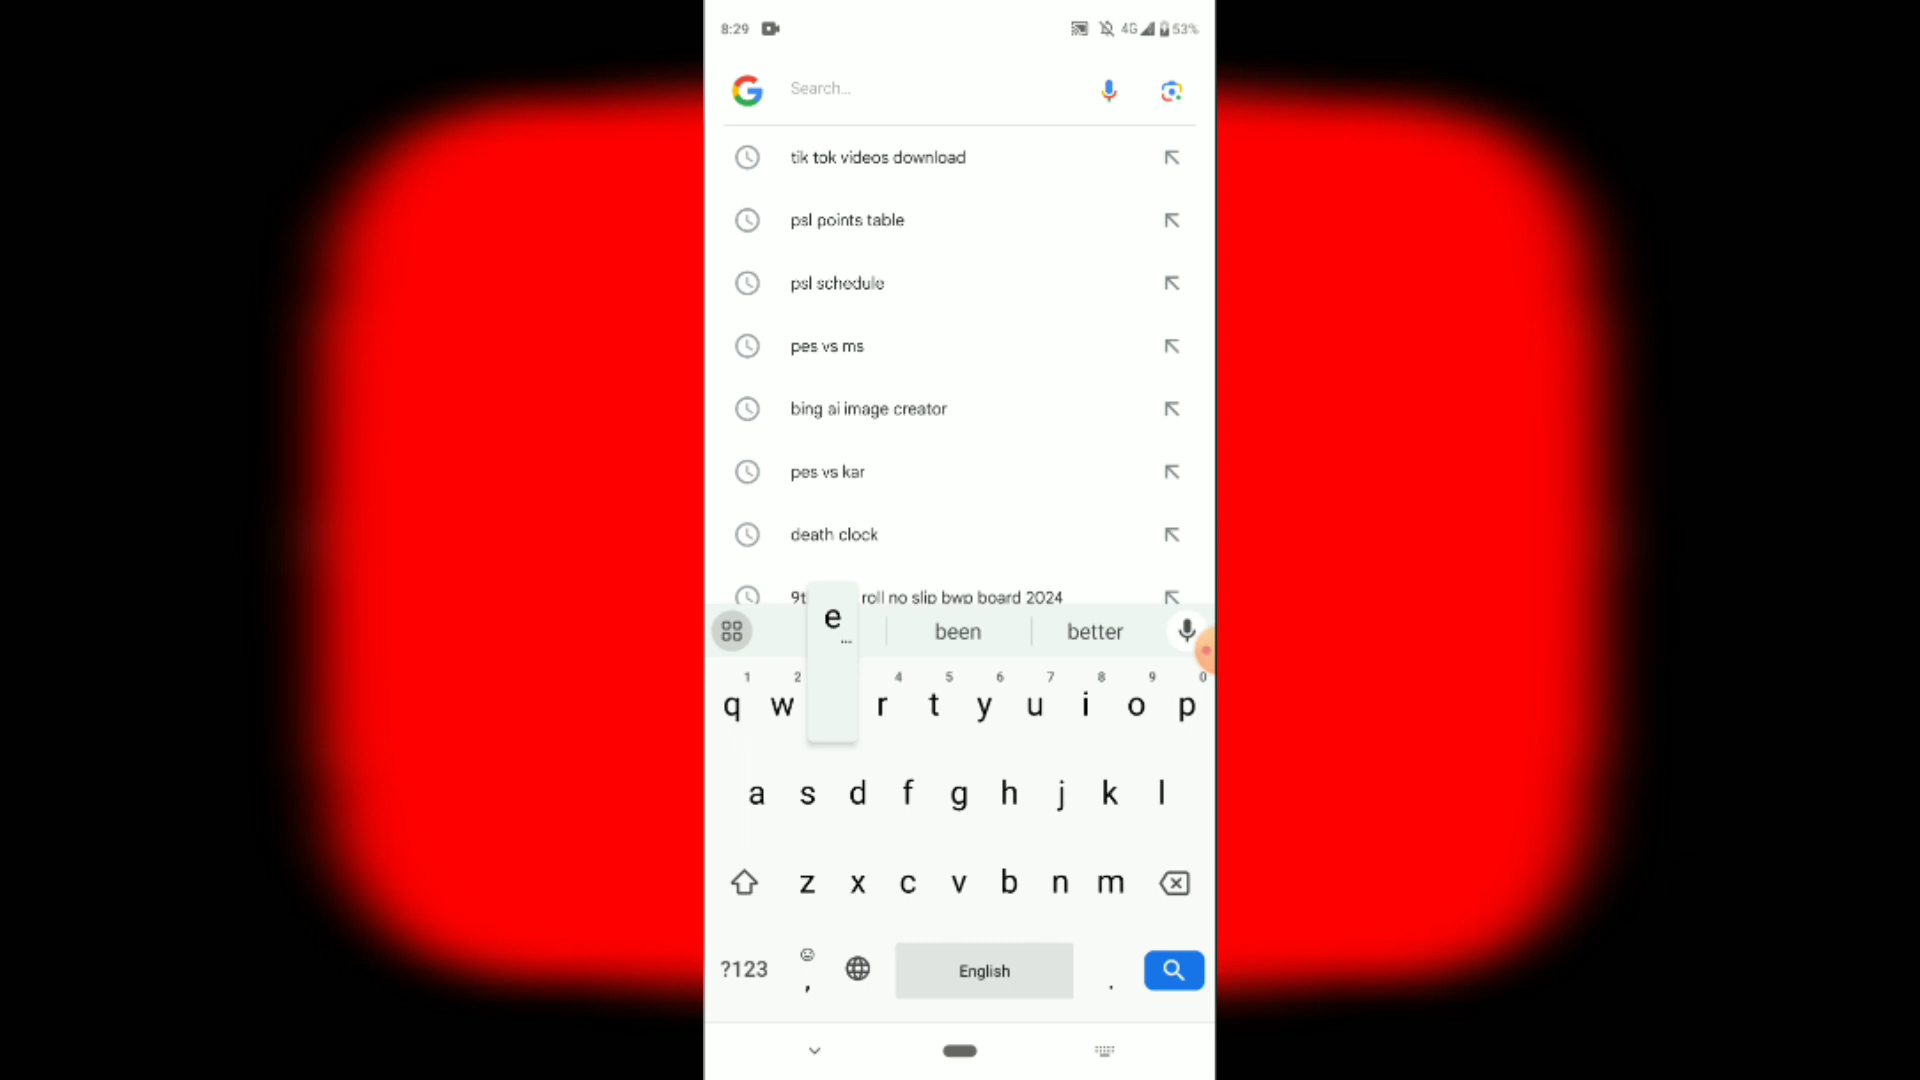 8:29 4G 53%
Search...
tik tok videos download
psl points table
psl schedule
pes vs ms
bing ai image creator
pes vs kar
death clock
9t roll no slip bwp board 2024
e
...
been better
1 2 4 5 6 7 8 9 0
q w r t y u i o p
a s d f g h j k l
z x c v b n m
?123 , English .